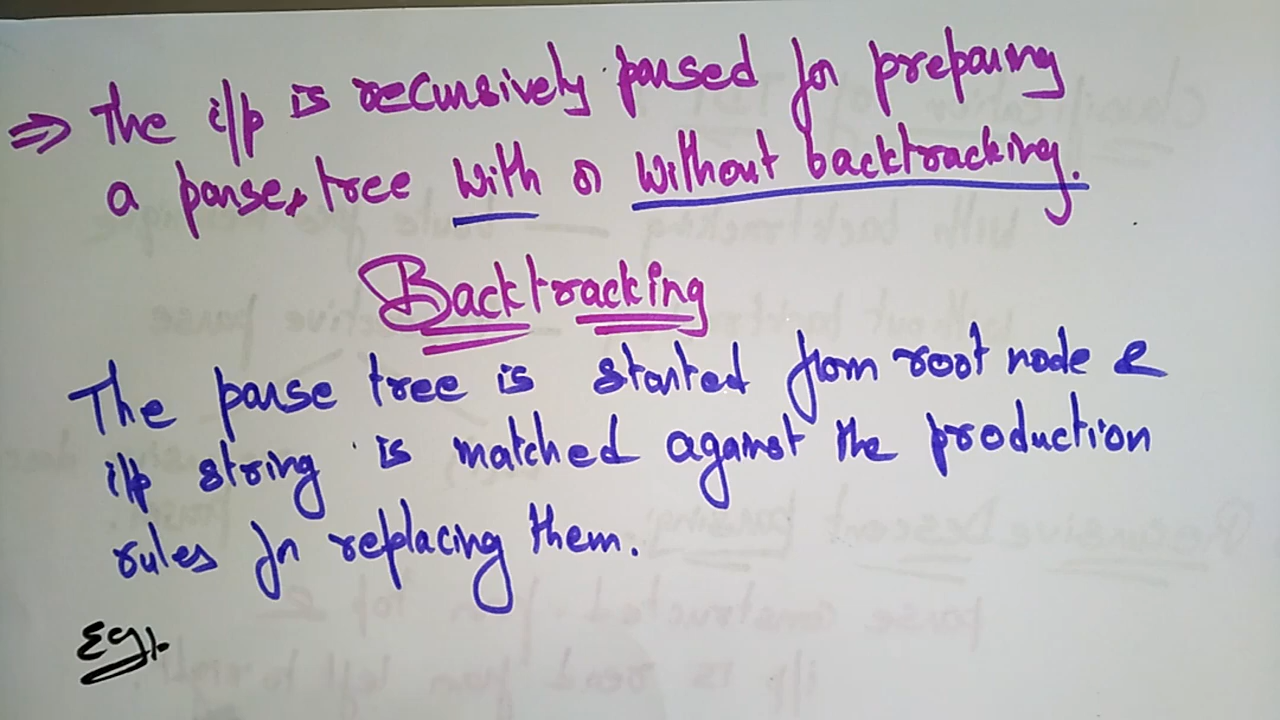 ⇒ The i/p is recursively parsed for preparing
a parse tree with or without backtracking.
Backtracking
The parse tree is started from root node &
i/p string is matched against the production
rules for replacing them.
Eg:-